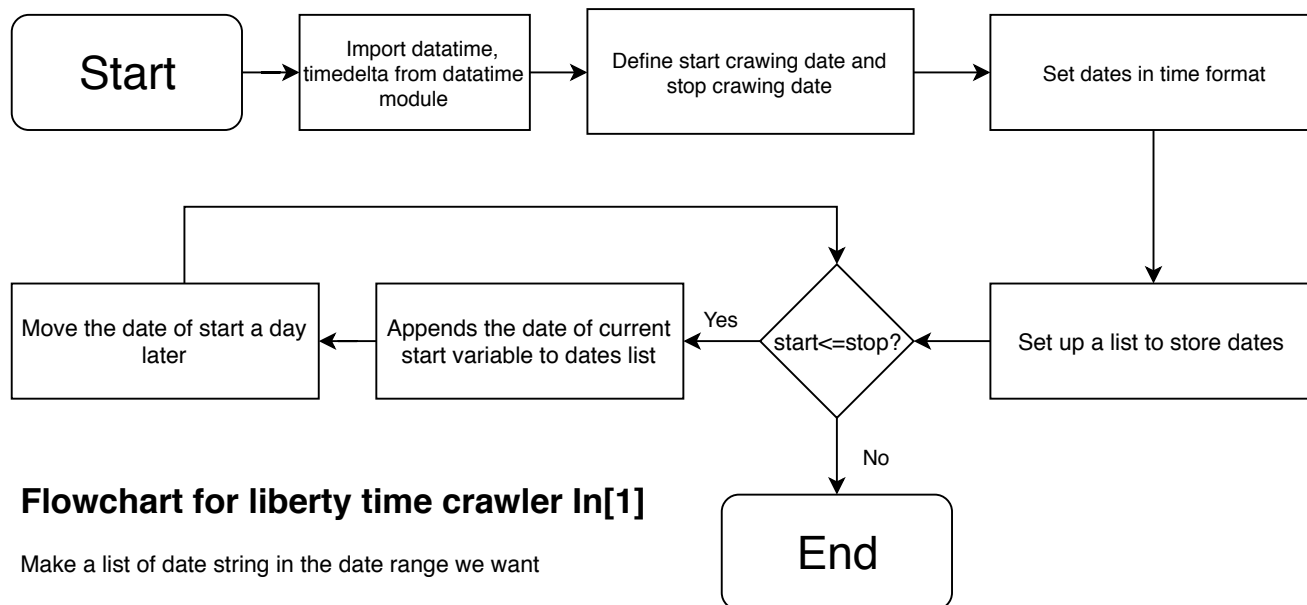 Start
Import datatime,
timedelta from datatime
module
Define start crawing date and
stop crawing date
Set dates in time format
Move the date of start a day
later
Appends the date of current
start variable to dates list
Yes
start<=stop?
Set up a list to store dates
No
Flowchart for liberty time crawler In[1]
End
Make a list of date string in the date range we want